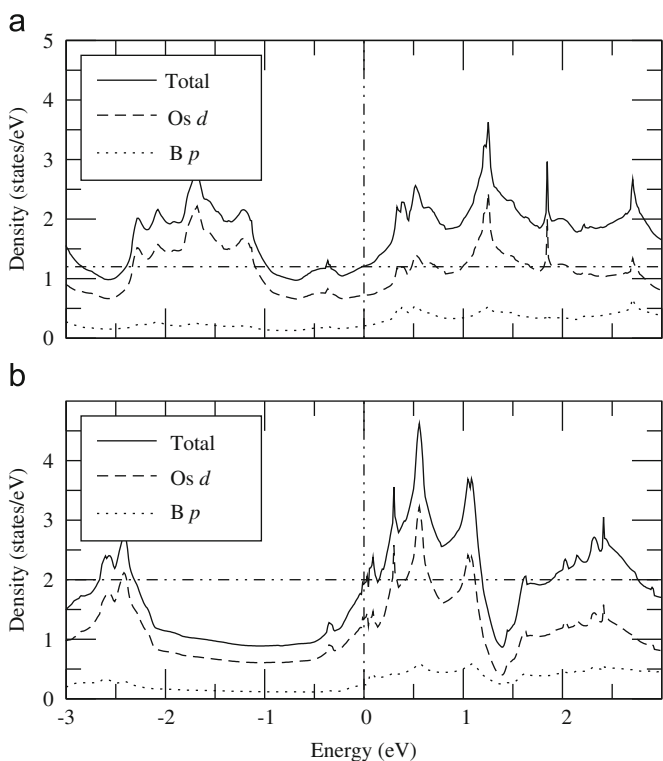 a
5
4
3
2
1
0
Density (states/eV)
Total
Os d
B p
b
4
3
2
1
0
Density (states/eV)
Total
Os d
B p
-3
-2
-1
0
1
2
Energy (eV)